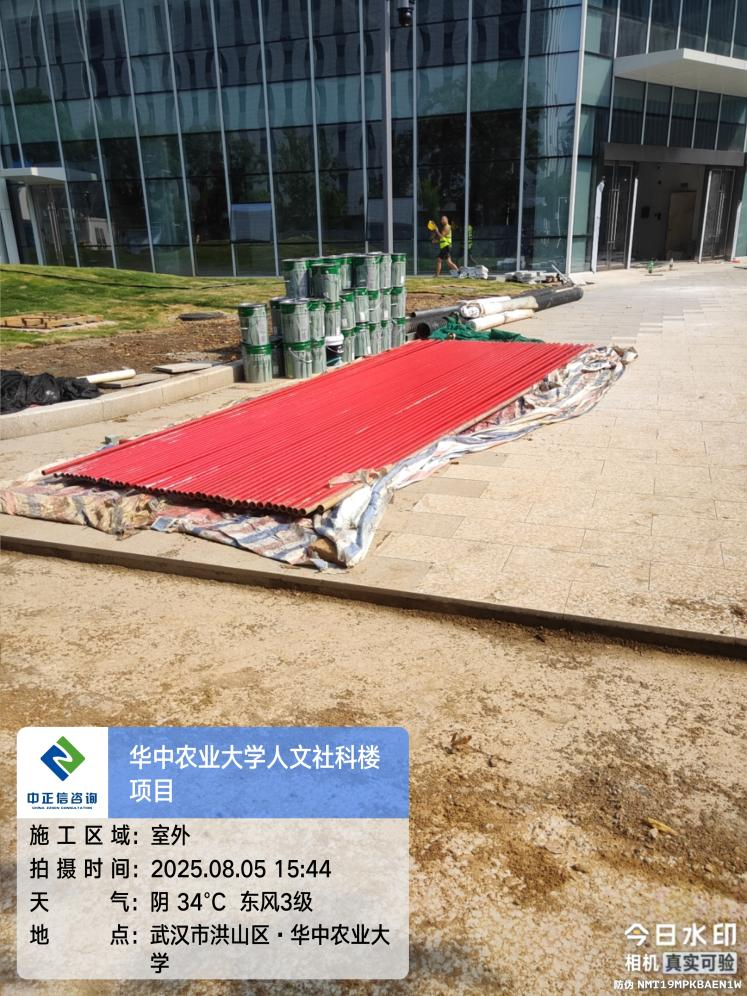 华中农业大学人文社科楼
项目
中正信咨询
施工区域：室外
拍摄时间：2025.08.05 15:44
天气：阴 34℃ 东风3级
地点：武汉市洪山区·华中农业大
学
今日水印
相机 真实可验
防伪 NMT19MPKBAEN1W